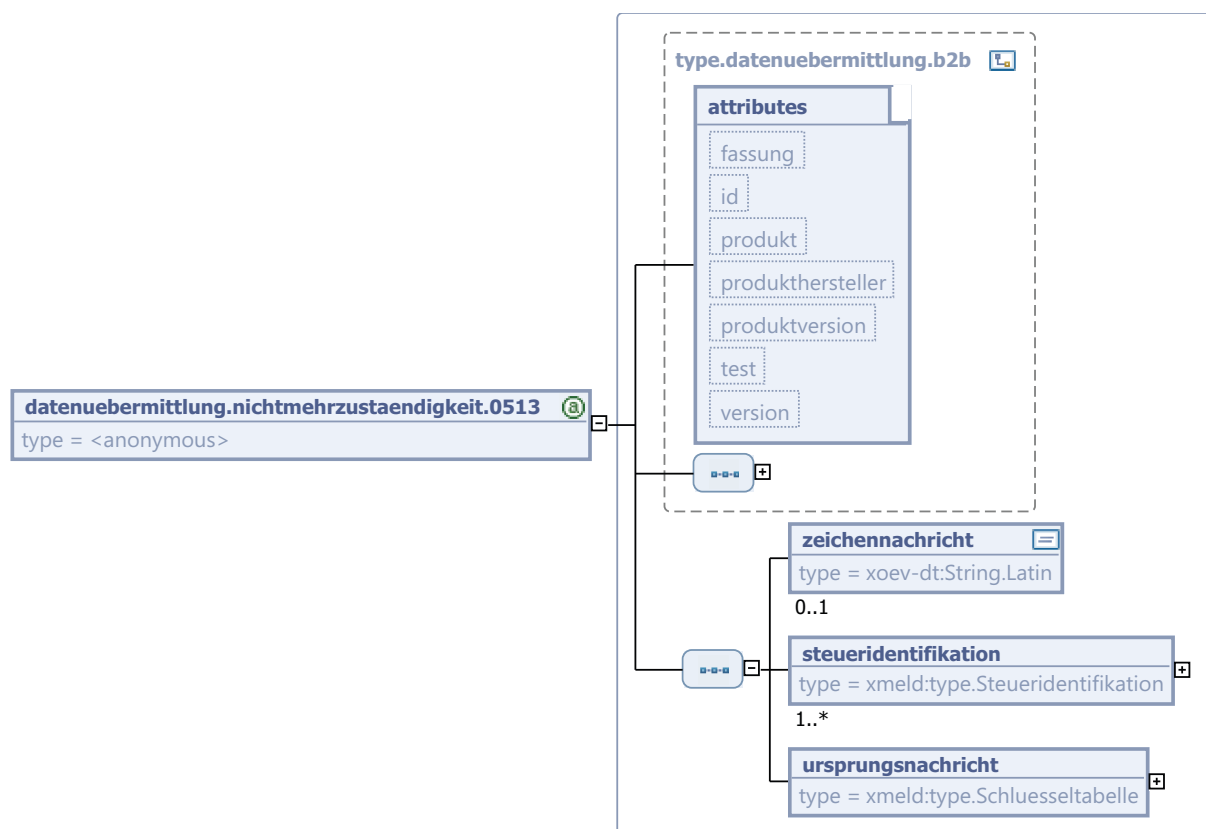 type.datenuebermittlung.b2b
attributes
fassung
id
produkt
produkthersteller
produktversion
test
version
datenuebermittlung.nichtmehrzustaendigkeit.0513 @
type = <anonymous>
zeichennachricht
type = xoev-dt:String.Latin
0..1
steueridentifikation
type = xmeld:type.Steueridentifikation
1..*
ursprungsnachricht
type = xmeld:type.Schluesseltabelle